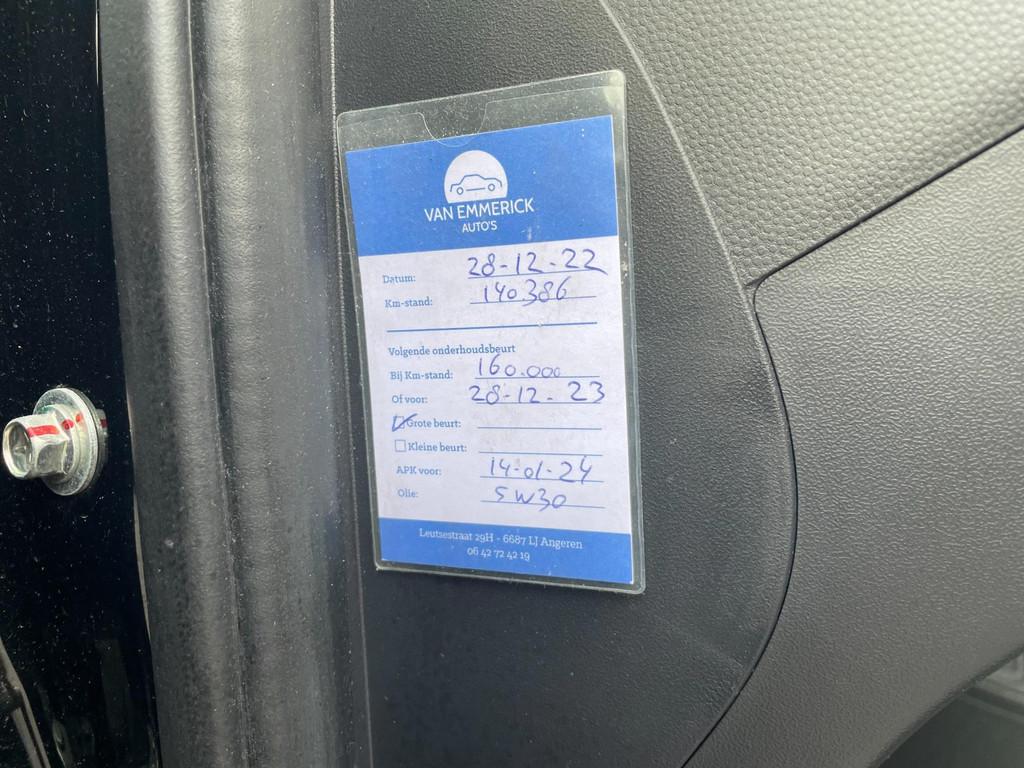 VAN EMMERICK
AUTO'S
Datum: 28-12-22
Km-stand: 140386
Volgende onderhoudsbeurt
Bij Km-stand: 160.000
Of voor: 28-12-23
Grote beurt:
Kleine beurt:
APK voor: 14-01-24
Olie: 5W30
Leutsestraat 29H - 6687 LJ Angeren
06 42 72 42 19